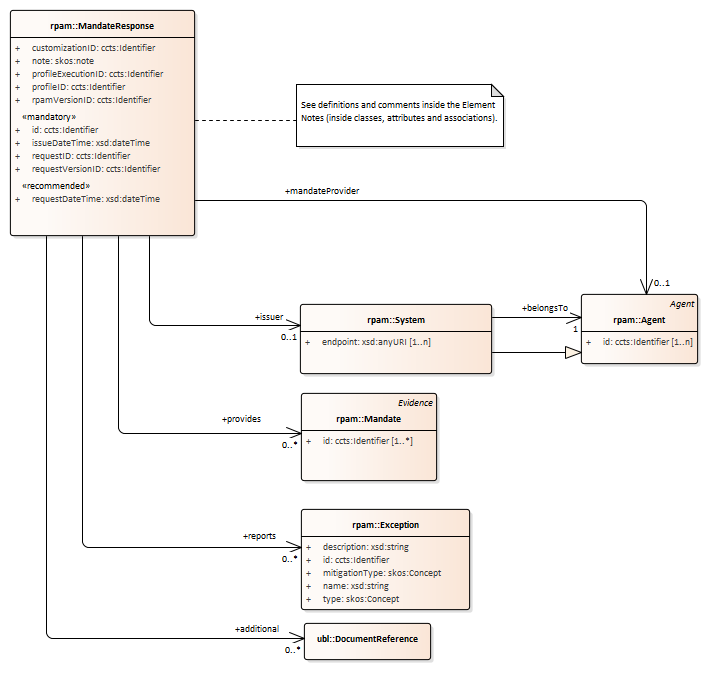 rpam::MandateResponse
+ customizationID: ccts:Identifier
+ note: skos:note
+ profileExecutionID: ccts:Identifier
+ profileID: ccts:Identifier
+ rpamVersionID: ccts:Identifier
«mandatory»
+ id: ccts:Identifier
+ issueDateTime: xsd:dateTime
+ requestID: ccts:Identifier
+ requestVersionID: ccts:Identifier
«recommended»
+ requestDateTime: xsd:dateTime
See definitions and comments inside the Element
Notes (inside classes, attributes and associations).
+mandateProvider
0..1
+issuer
0..1
rpam::System
+ endpoint: xsd:anyURI [1..n]
+belongsTo
1
Agent
rpam::Agent
+ id: ccts:Identifier [1..n]
+provides
0..*
Evidence
rpam::Mandate
+ id: ccts:Identifier [1..*]
+reports
0..*
rpam::Exception
+ description: xsd:string
+ id: ccts:Identifier
+ mitigationType: skos:Concept
+ name: xsd:string
+ type: skos:Concept
+additional
0..*
ubl::DocumentReference